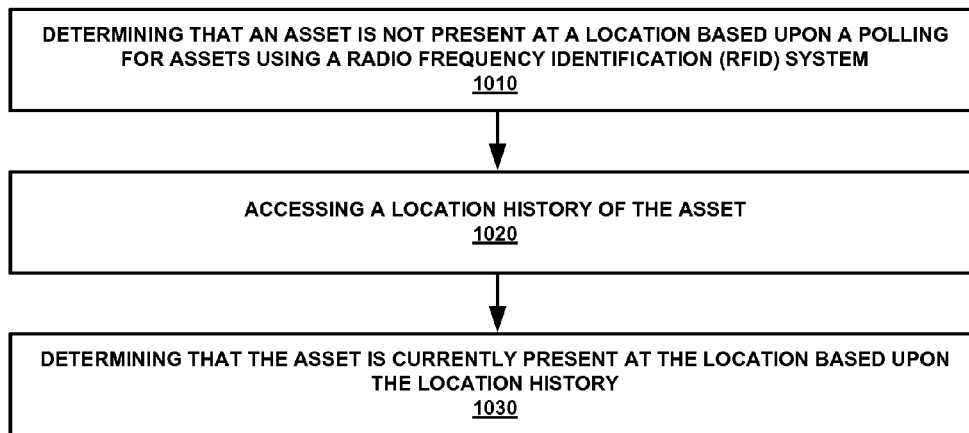 DETERMINING THAT AN ASSET IS NOT PRESENT AT A LOCATION BASED UPON A POLLING
FOR ASSETS USING A RADIO FREQUENCY IDENTIFICATION (RFID) SYSTEM
1010
ACCESSING A LOCATION HISTORY OF THE ASSET
1020
DETERMINING THAT THE ASSET IS CURRENTLY PRESENT AT THE LOCATION BASED UPON
THE LOCATION HISTORY
1030